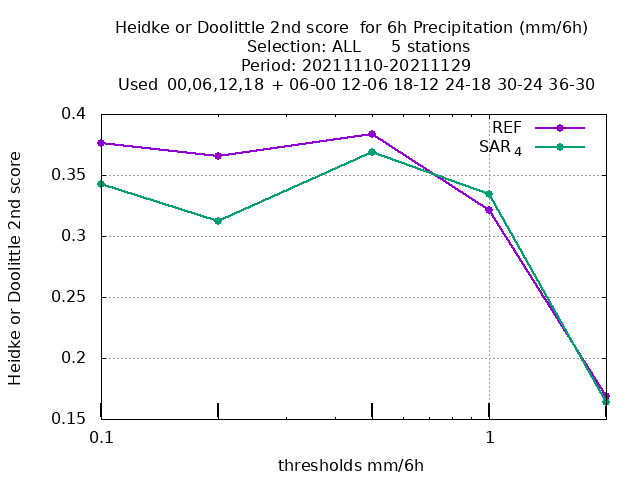 Heidke or Doolittle 2nd score  for 6h Precipitation (mm/6h)
Selection: ALL      5 stations
Period: 20211110-20211129
Used  00,06,12,18  + 06-00 12-06 18-12 24-18 30-24 36-30
REF
SAR4
0.4
0.35
0.3
0.25
0.2
0.15
0.1
1
Heidke or Doolittle 2nd score
thresholds mm/6h